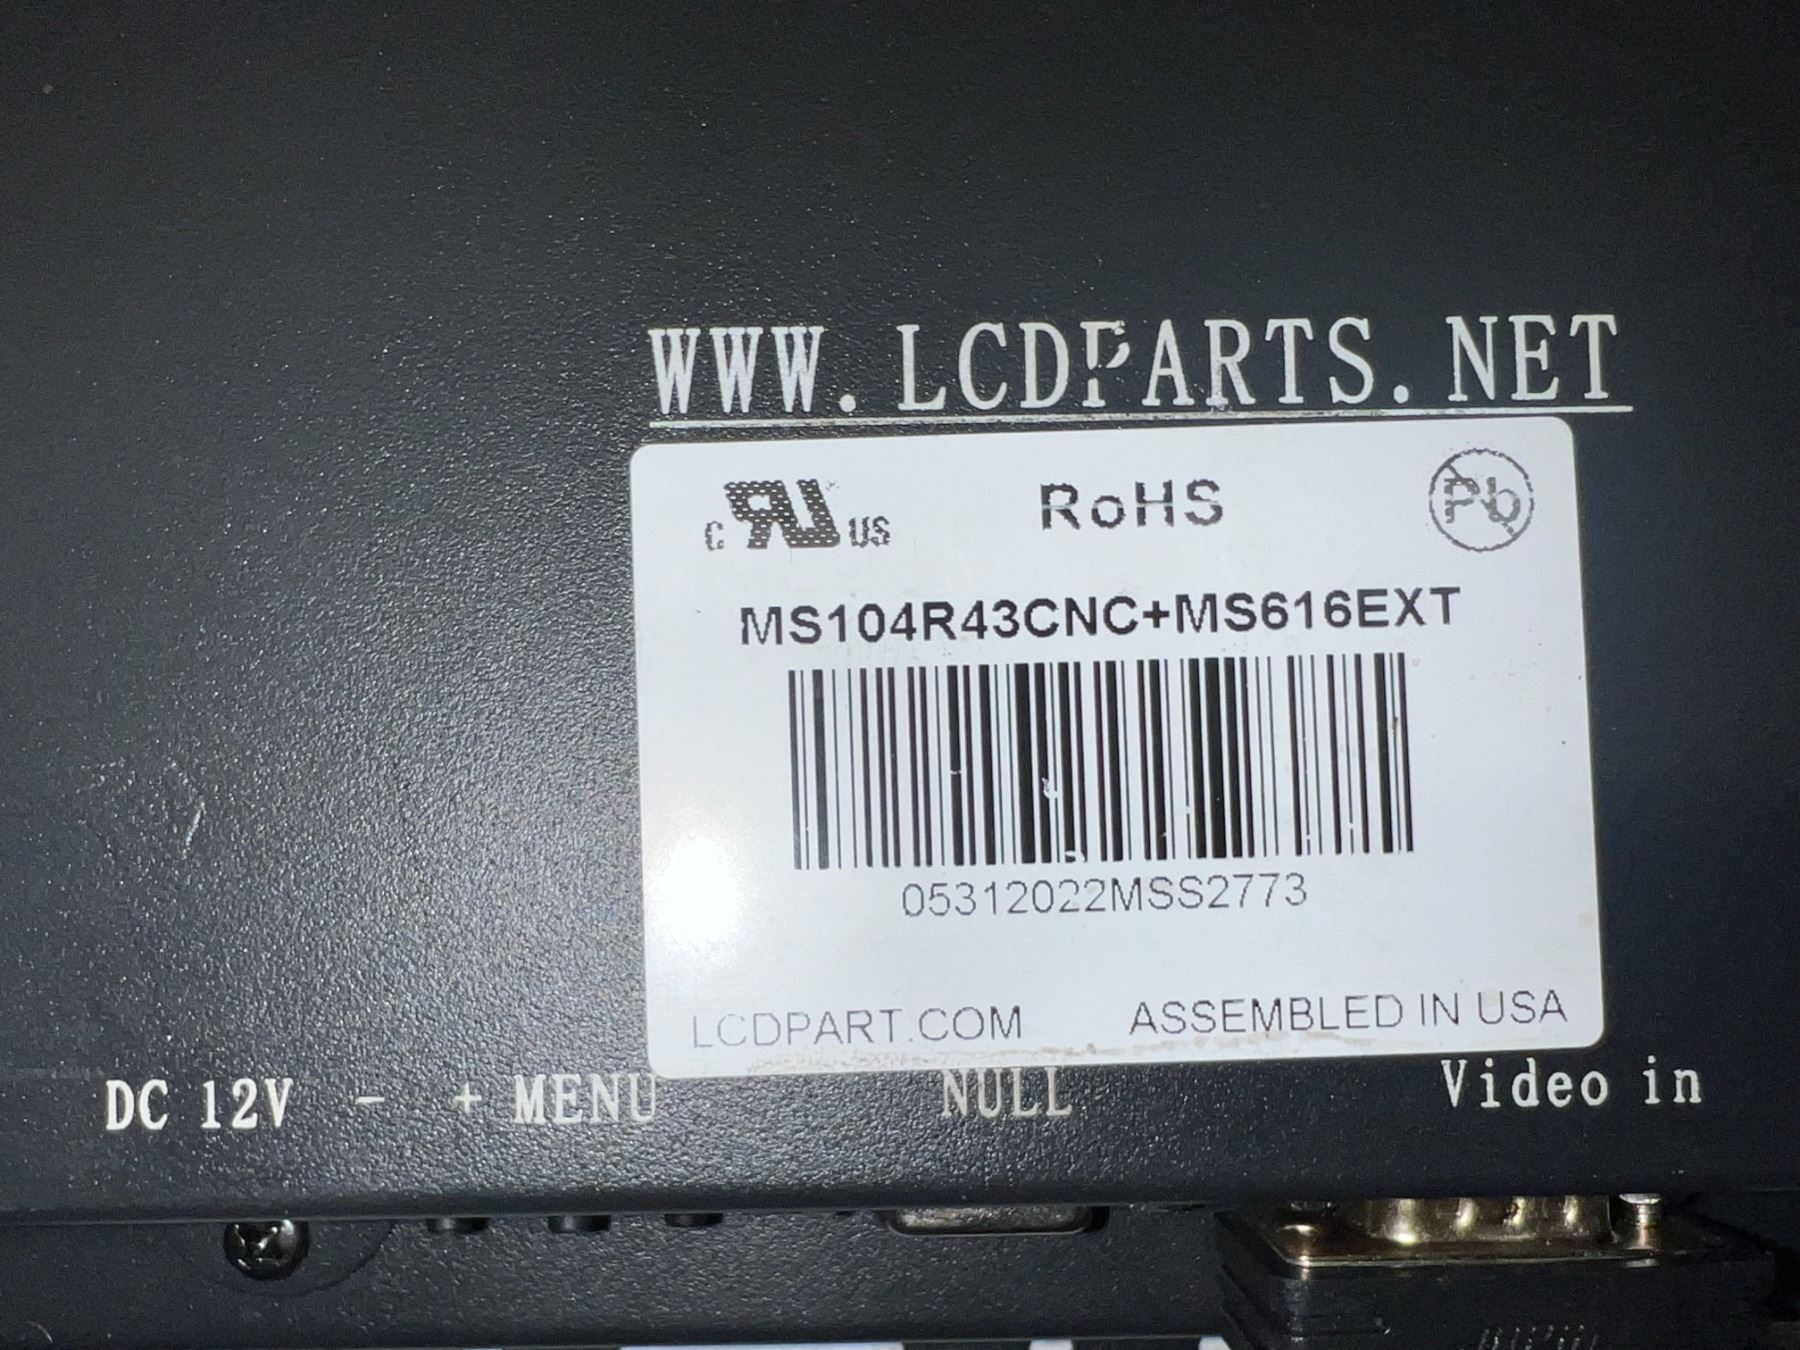 WWW.LCDPARTS.NET
c RU US RoHS Pb
MS104R43CNC+MS616EXT
05312022MSS2773
LCDPART.COM ASSEMBLED IN USA
DC 12V - + MENU NULL Video in